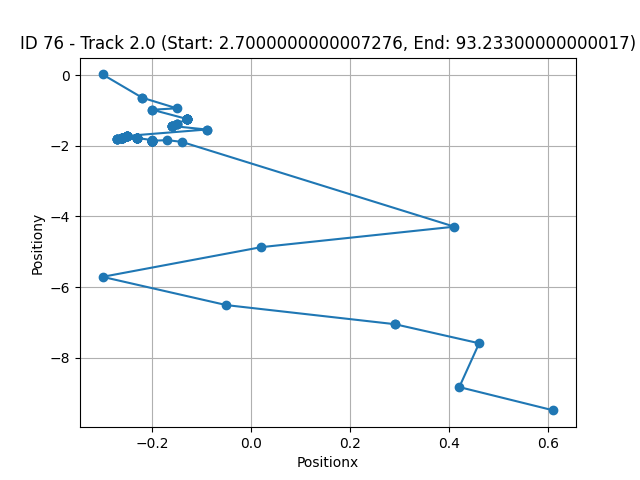 ID 76 - Track 2.0 (Start: 2.7000000000007276, End: 93.23300000000017)
0
−2
−4
−6
−8
Positiony
−0.2 0.0 0.2 0.4 0.6
Positionx